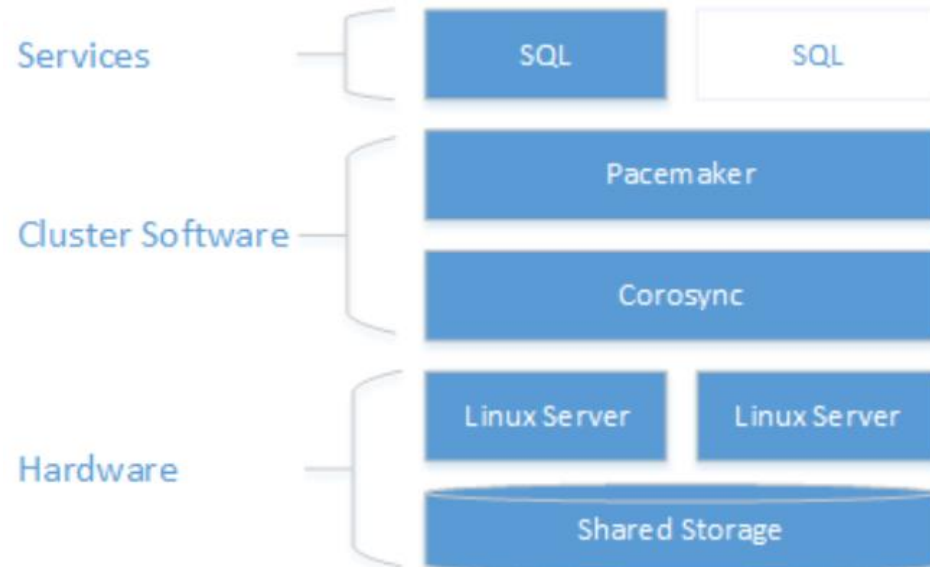 Services
SQL
SQL
Cluster Software
Pacemaker
Corosync
Hardware
Linux Server
Linux Server
Shared Storage